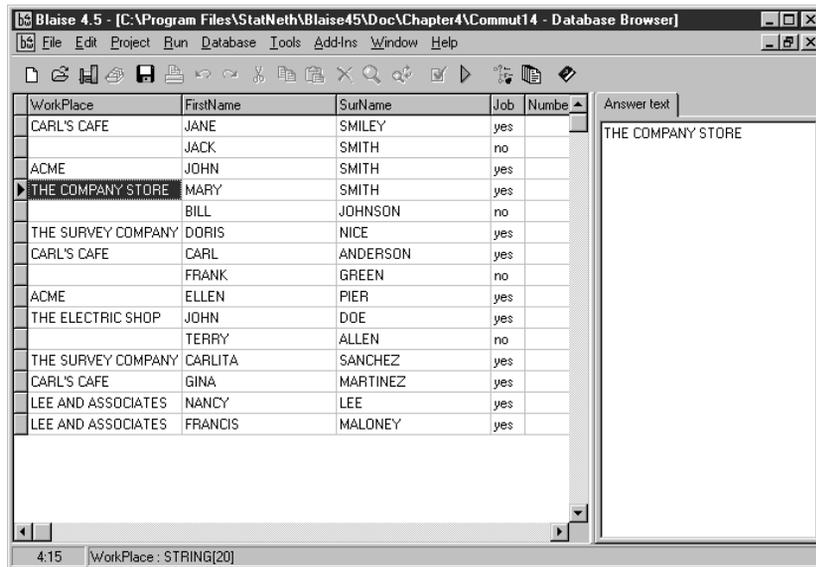 Blaise 4.5 - [C:\Program Files\StatNeth\Blaise45\Doc\Chapter4\Commut14 - Database Browser]
File Edit Project Run Database Tools Add-Ins Window Help
WorkPlace FirstName SurName Job Numbe Answer text
CARL'S CAFE JANE SMILEY yes THE COMPANY STORE
JACK SMITH no
ACME JOHN SMITH yes
THE COMPANY STORE MARY SMITH yes
BILL JOHNSON no
THE SURVEY COMPANY DORIS NICE yes
CARL'S CAFE CARL ANDERSON yes
FRANK GREEN no
ACME ELLEN PIER yes
THE ELECTRIC SHOP JOHN DOE yes
TERRY ALLEN no
THE SURVEY COMPANY CARLITA SANCHEZ yes
CARL'S CAFE GINA MARTINEZ yes
LEE AND ASSOCIATES NANCY LEE yes
LEE AND ASSOCIATES FRANCIS MALONEY yes
4:15 WorkPlace : STRING[20]